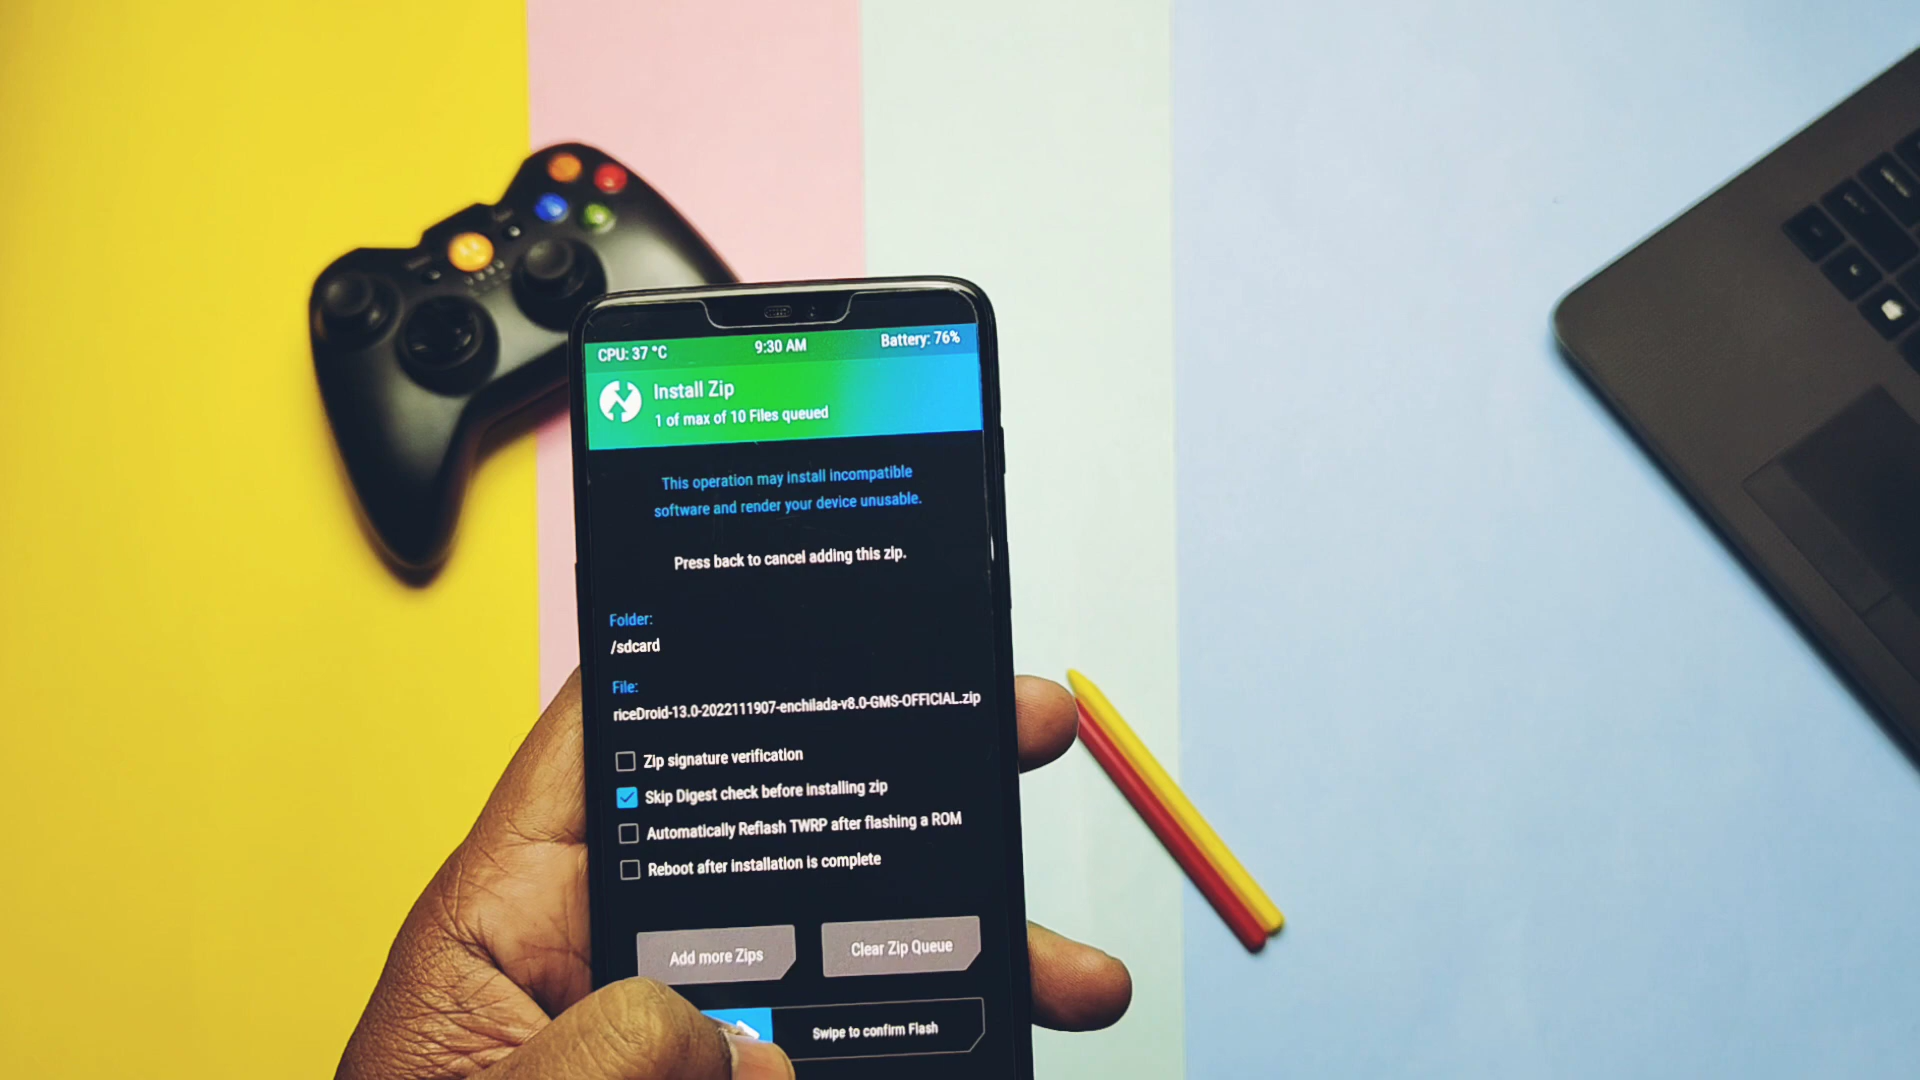 CPU: 37 °C 9:30 AM Battery: 76%
Install Zip
1 of max of 10 Files queued
This operation may install incompatible
software and render your device unusable.
Press back to cancel adding this zip.
Folder:
/sdcard
File:
riceDroid-13.0-2022111907-enchilada-v8.0-GMS-OFFICIAL.zip
Zip signature verification
Skip Digest check before installing zip
Automatically Reflash TWRP after flashing a ROM
Reboot after installation is complete
Add more Zips Clear Zip Queue
Swipe to confirm Flash